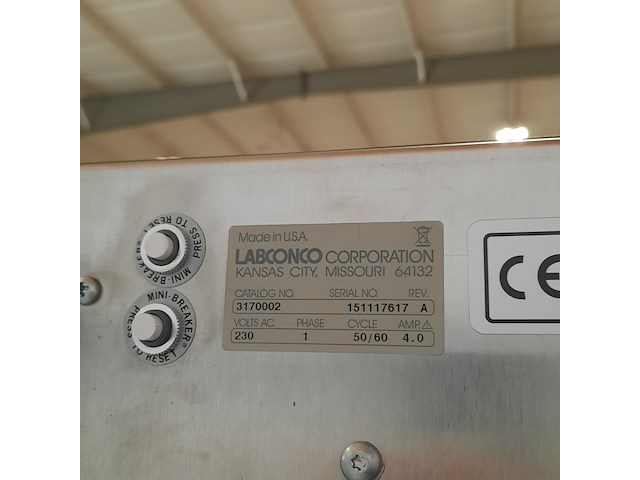 PRESS TO RESET
MINI-BREAKER
MINI-BREAKER®
PRESS TO RESET
Made in U.S.A.
LABCONCO CORPORATION
KANSAS CITY, MISSOURI 64132
CATALOG NO. SERIAL NO. REV.
3170002 151117617 A
VOLTS AC. PHASE CYCLE AMP.⚠
230 1 50/60 4.0
CE